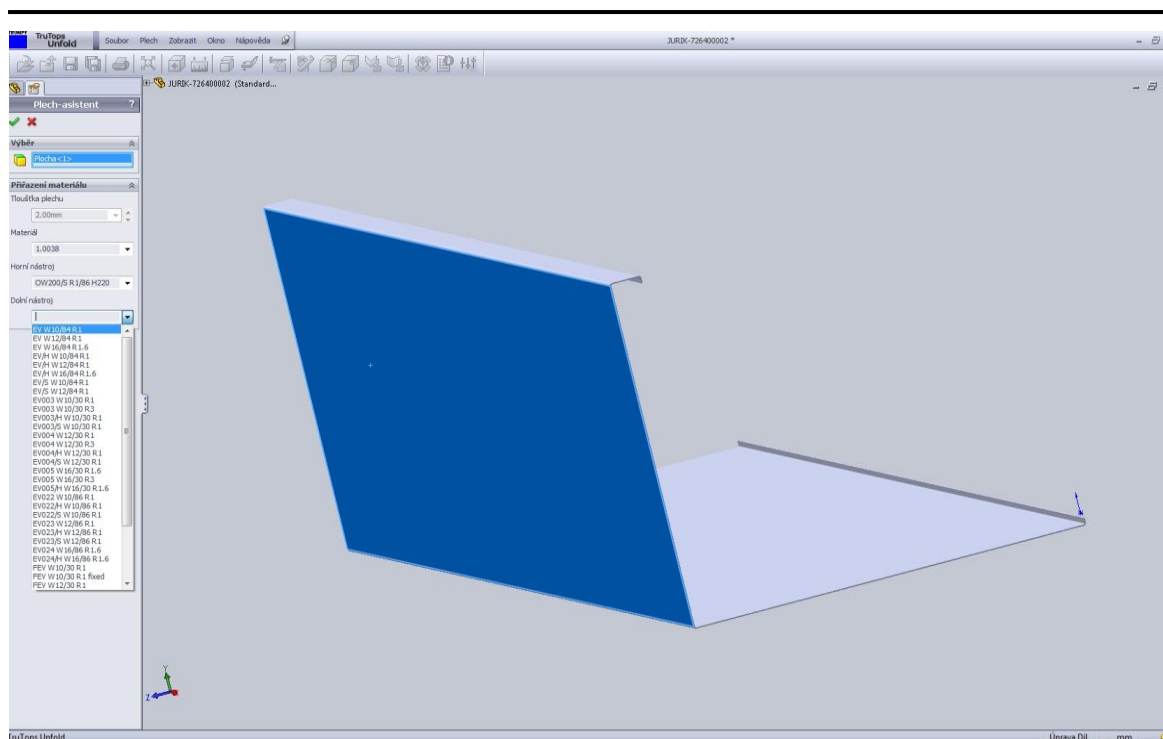 TRUMPF TruTops Unfold Soubor Plech Zobrazit Okno Nápověda JURIK-726400002 *
JURIK-726400002 (Standard...
Plech-asistent ?
Výběr
Plocha<1>
Přiřazení materiálu
Tloušťka plechu
2.00mm
Materiál
1.0038
Horní nástroj
OW200/S R1/86 H220
Dolní nástroj
EV W10/84 R1
EV W12/84 R1
EV W16/84 R1.6
EV/H W10/84 R1
EV/H W12/84 R1
EV/H W16/84 R1.6
EV/S W10/84 R1
EV/S W12/84 R1
EV003 W10/30 R1
EV003 W10/30 R3
EV003/H W10/30 R1
EV003/S W10/30 R1
EV004 W12/30 R1
EV004 W12/30 R3
EV004/H W12/30 R1
EV004/S W12/30 R1
EV005 W16/30 R1.6
EV005 W16/30 R3
EV005/H W16/30 R1.6
EV022 W10/86 R1
EV022/H W10/86 R1
EV022/S W10/86 R1
EV023 W12/86 R1
EV023/H W12/86 R1
EV023/S W12/86 R1
EV024 W16/86 R1.6
EV024/H W16/86 R1.6
FEV W10/30 R1
FEV W10/30 R1 fixed
FEV W12/30 R1
Y
Z
TruTops Unfold Úprava Díl mm